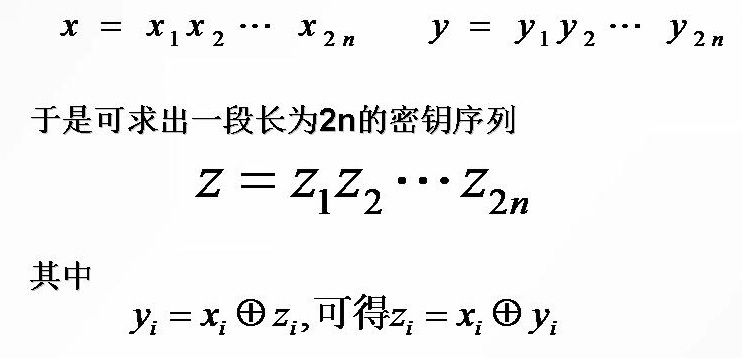 x = x₁x₂ ⋯ x₂ₙ y = y₁y₂ ⋯ y₂ₙ
于是可求出一段长为2n的密钥序列
z = z₁z₂ ⋯ z₂ₙ
其中
yᵢ = xᵢ ⊕ zᵢ,可得zᵢ = xᵢ ⊕ yᵢ